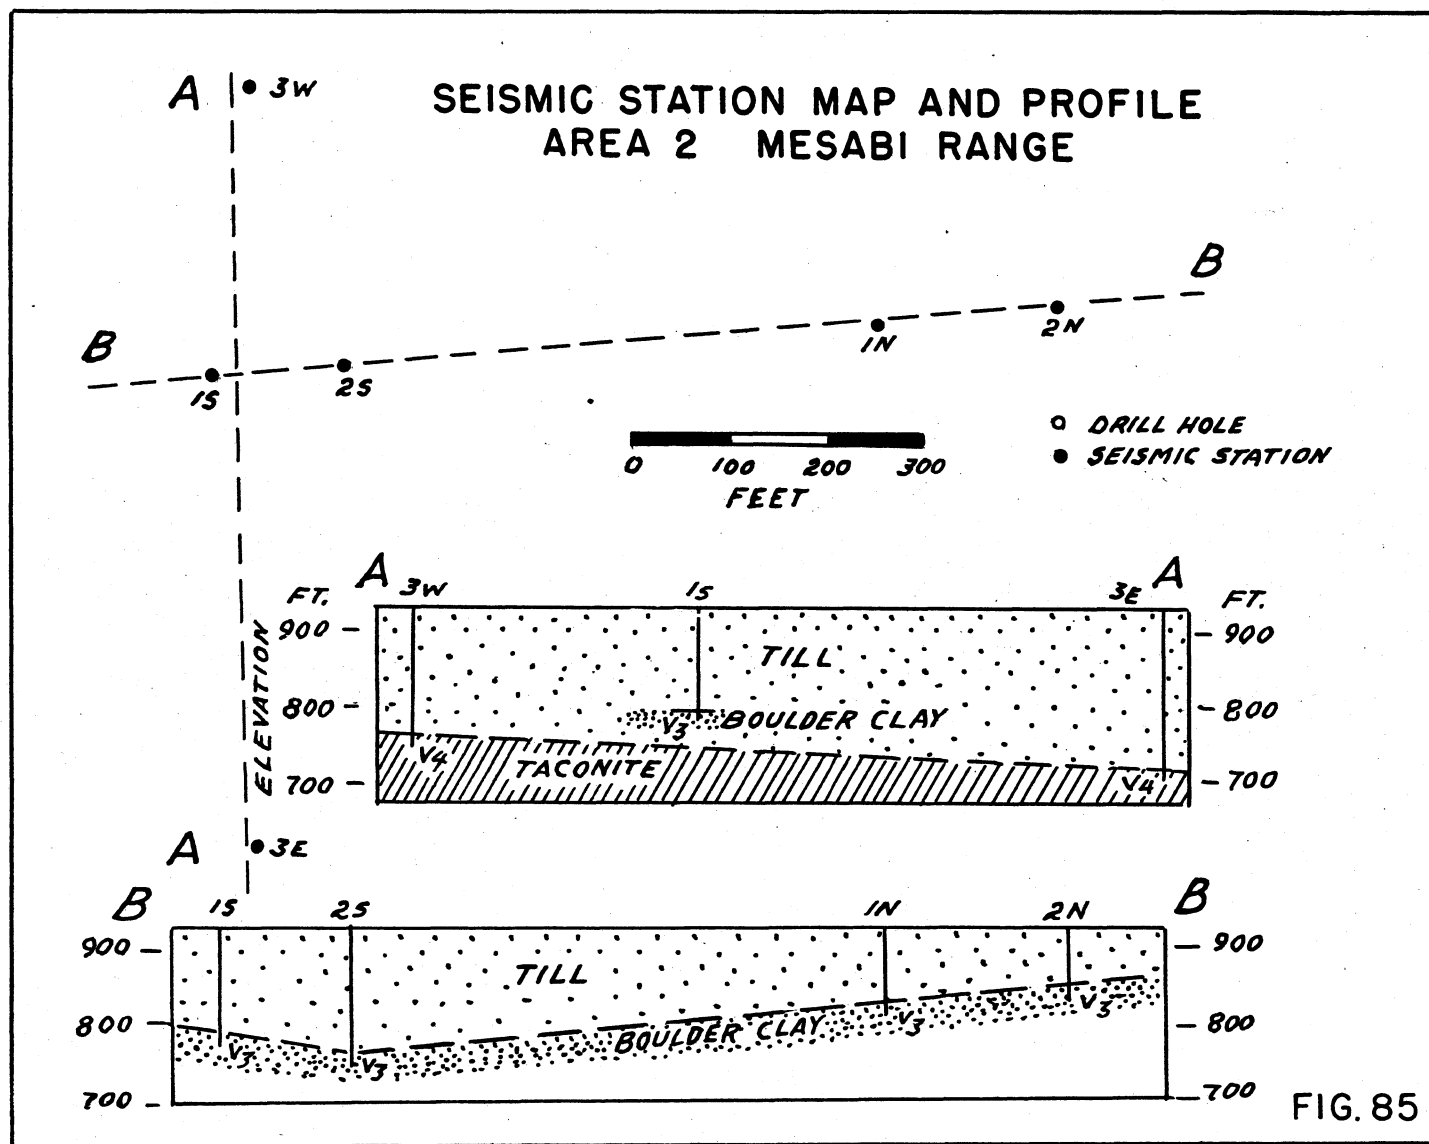 SEISMIC STATION MAP AND PROFILE
AREA 2 MESABI RANGE
A 3W
B
B
1S 2S 1N 2N
DRILL HOLE
SEISMIC STATION
0 100 200 300
FEET
A 3W 1S 3E A
FT. FT.
900 900
TILL
ELEVATION
800 800
V3 BOULDER CLAY
V4 TACONITE V4
700 700
A 3E
B 1S 2S 1N 2N B
900 900
TILL
800 800
V3 V3 BOULDER CLAY V3 V3
700 700
FIG. 85